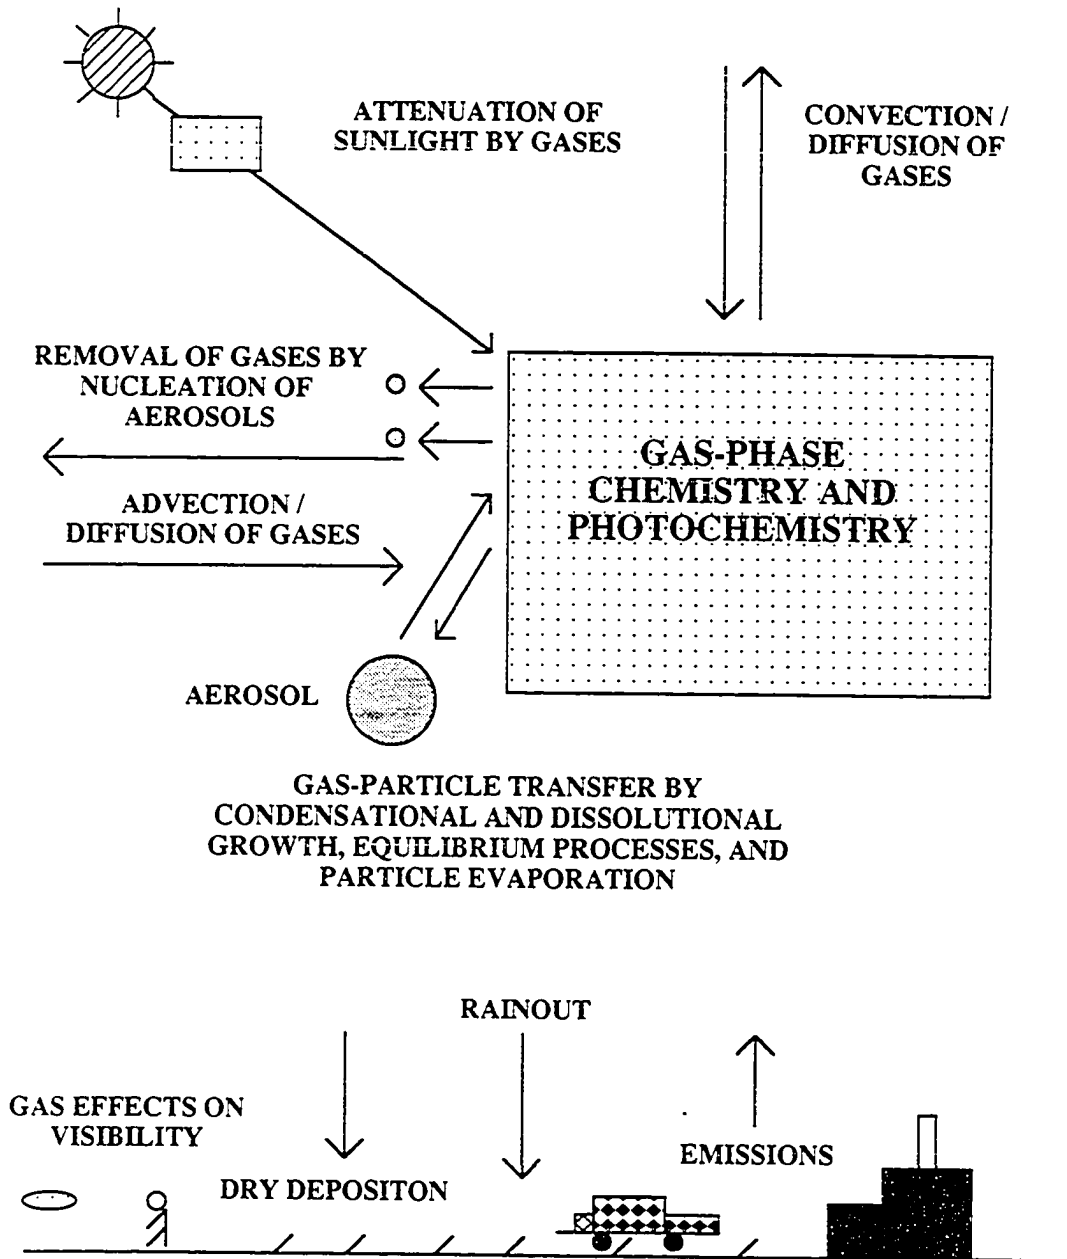 ATTENUATION OF
SUNLIGHT BY GASES
CONVECTION /
DIFFUSION OF
GASES
REMOVAL OF GASES BY
NUCLEATION OF
AEROSOLS
GAS-PHASE
CHEMISTRY AND
PHOTOCHEMISTRY
ADVECTION /
DIFFUSION OF GASES
AEROSOL
GAS-PARTICLE TRANSFER BY
CONDENSATIONAL AND DISSOLUTIONAL
GROWTH, EQUILIBRIUM PROCESSES, AND
PARTICLE EVAPORATION
RAINOUT
GAS EFFECTS ON
VISIBILITY
EMISSIONS
DRY DEPOSITON